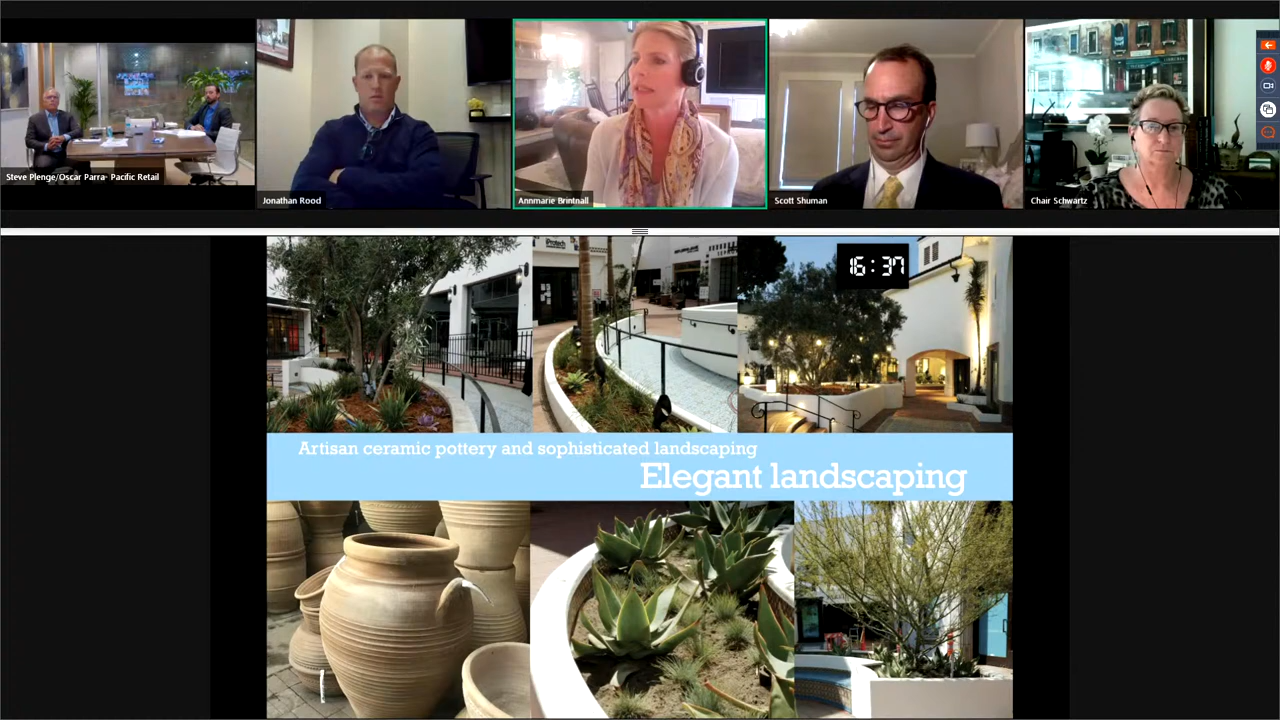 Steve Plenge/Oscar Parra- Pacific Retail
Jonathan Rood
Annmarie Brintnall
Scott Shuman
Chair Schwartz
16:37
Artisan ceramic pottery and sophisticated landscaping
Elegant landscaping